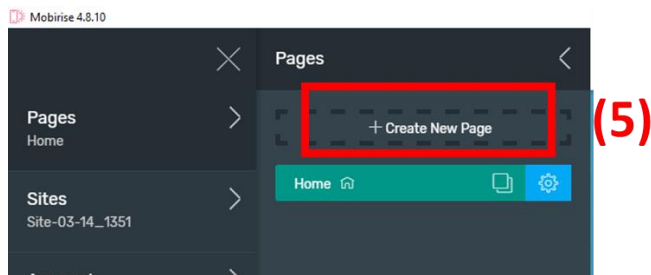 Mobirise 4.8.10
Pages
Pages
Home
+ Create New Page
(5)
Home
Sites
Site-03-14_1351